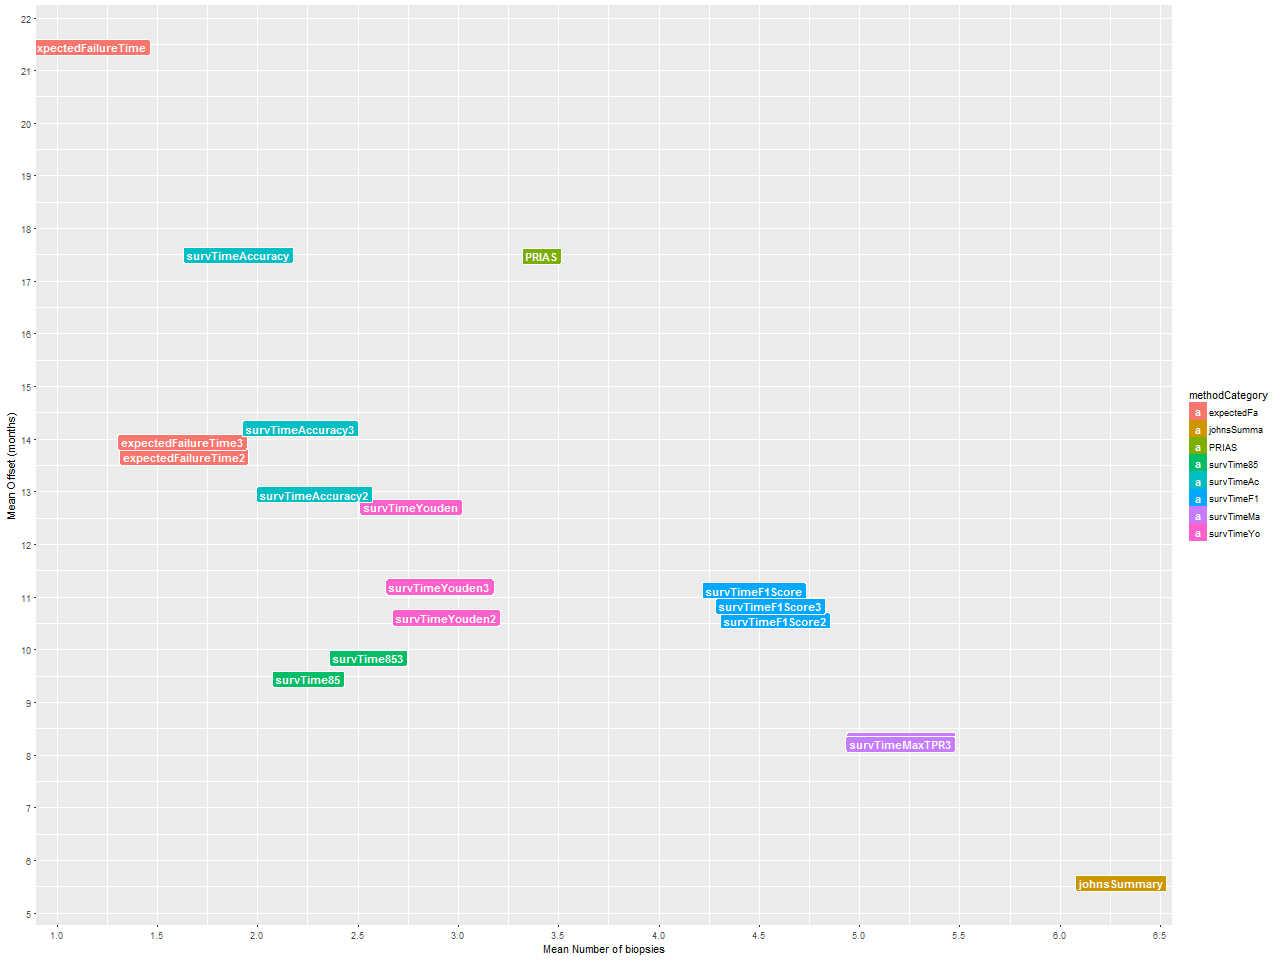 22
21
20
19
18
17
16
15
14
13
12
11
10
9
8
7
6
5
Mean Offset (months)
xpectedFailureTime
survTimeAccuracy
PRIAS
survTimeAccuracy3
expectedFailureTime3
expectedFailureTime2
survTimeAccuracy2
survTimeYouden
survTimeYouden3
survTimeYouden2
survTimeF1Score
survTimeF1Score3
survTimeF1Score2
survTime853
survTime85
survTimeMaxTPR3
johnsSummary
1.0 1.5 2.0 2.5 3.0 3.5 4.0 4.5 5.0 5.5 6.0 6.5
Mean Number of biopsies
methodCategory
a expectedFa
a johnsSumma
a PRIAS
a survTime85
a survTimeAc
a survTimeF1
a survTimeMa
a survTimeYo